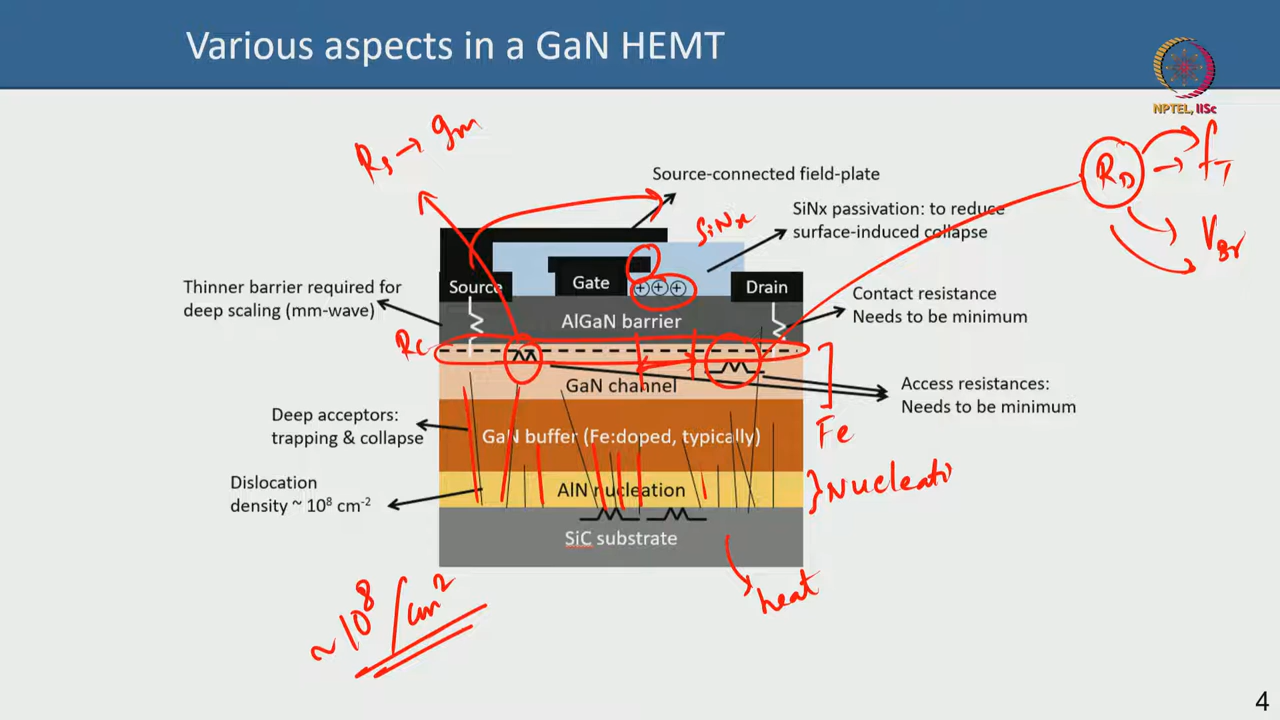 Various aspects in a GaN HEMT
NPTEL, IISc
Rs → gm
RD
fT
VBr
Source-connected field-plate
SiNx
SiNx passivation: to reduce
surface-induced collapse
Thinner barrier required for
deep scaling (mm-wave)
Source
Gate
+ + +
Drain
AlGaN barrier
Contact resistance
Needs to be minimum
Rc
GaN channel
Access resistances:
Needs to be minimum
Deep acceptors:
trapping & collapse
GaN buffer (Fe:doped, typically)
Fe
Dislocation
density ~ 10⁸ cm⁻²
AlN nucleation
Nucleati
SiC substrate
heat
~10⁸/cm²
4